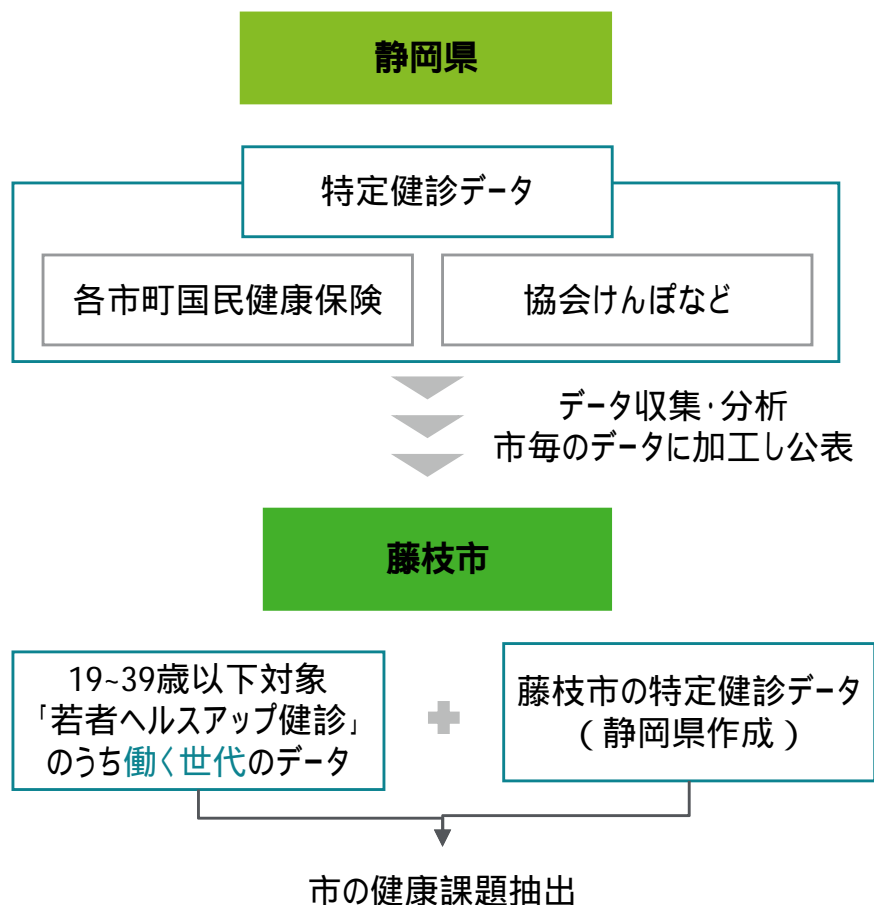 静岡県
特定健診データ
各市町国民健康保険
協会けんぽなど
データ収集・分析
市毎のデータに加工し公表
藤枝市
19~39歳以下対象
「若者ヘルスアップ健診」
のうち働く世代のデータ
藤枝市の特定健診データ
(静岡県作成)
市の健康課題抽出